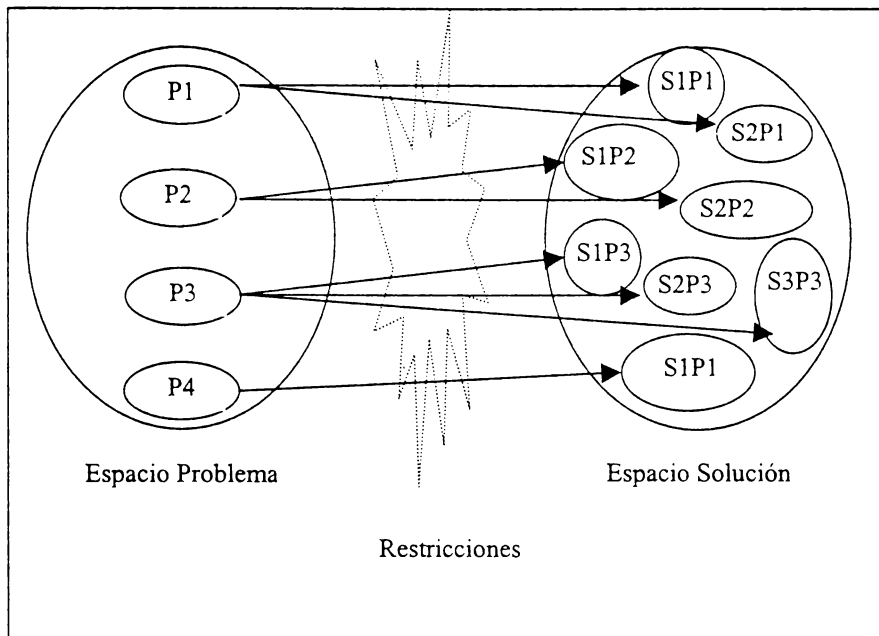 P1
P2
P3
P4
S1P1
S2P1
S1P2
S2P2
S1P3
S2P3
S3P3
S1P1
Espacio Problema
Espacio Solución
Restricciones